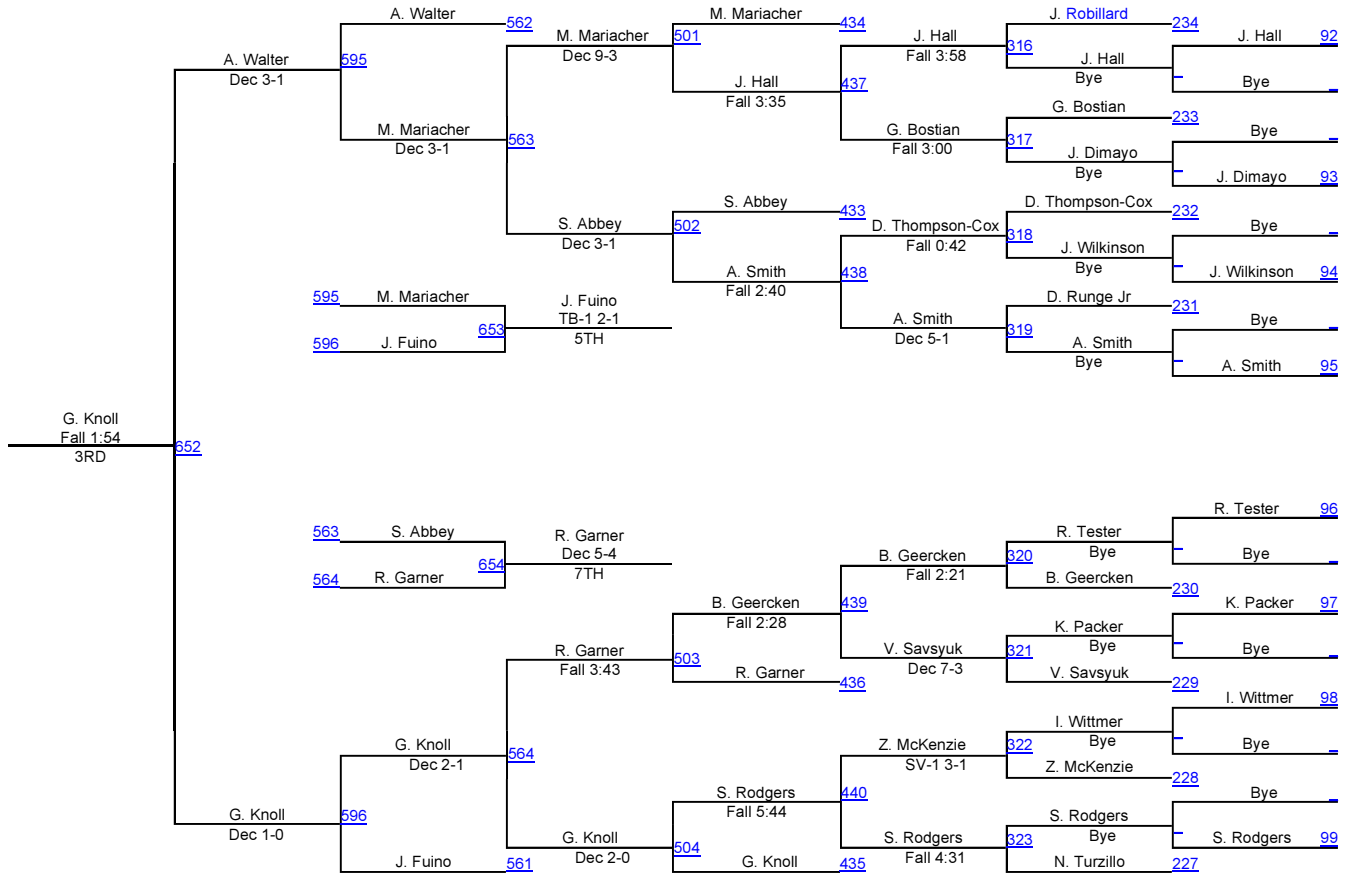 A. Walter
562
M. Mariacher
434
J. Robillard
234
M. Mariacher
Dec 9-3
501
J. Hall
Fall 3:58
316
J. Hall
92
A. Walter
Dec 3-1
595
J. Hall
Bye
J. Hall
Fall 3:35
437
Bye
G. Bostian
233
M. Mariacher
Dec 3-1
563
G. Bostian
Fall 3:00
317
Bye
J. Dimayo
Bye
J. Dimayo
93
S. Abbey
433
D. Thompson-Cox
232
S. Abbey
Dec 3-1
502
D. Thompson-Cox
Fall 0:42
318
Bye
J. Wilkinson
Bye
A. Smith
Fall 2:40
438
J. Wilkinson
94
595
M. Mariacher
J. Fuino
TB-1 2-1
5TH
D. Runge Jr
231
653
A. Smith
Dec 5-1
319
Bye
596
J. Fuino
A. Smith
Bye
A. Smith
95
G. Knoll
Fall 1:54
3RD
652
R. Tester
96
563
S. Abbey
R. Garner
Dec 5-4
7TH
R. Tester
Bye
654
B. Geercken
Fall 2:21
320
Bye
564
R. Garner
B. Geercken
230
B. Geercken
Fall 2:28
439
K. Packer
97
K. Packer
Bye
R. Garner
Fall 3:43
503
V. Savsyuk
Dec 7-3
321
Bye
R. Garner
436
V. Savsyuk
229
I. Wittmer
98
I. Wittmer
Bye
G. Knoll
Dec 2-1
564
Z. McKenzie
SV-1 3-1
322
Bye
Z. McKenzie
228
S. Rodgers
Fall 5:44
440
Bye
G. Knoll
Dec 1-0
596
S. Rodgers
Bye
G. Knoll
Dec 2-0
504
S. Rodgers
Fall 4:31
323
S. Rodgers
99
J. Fuino
561
G. Knoll
435
N. Turzillo
227